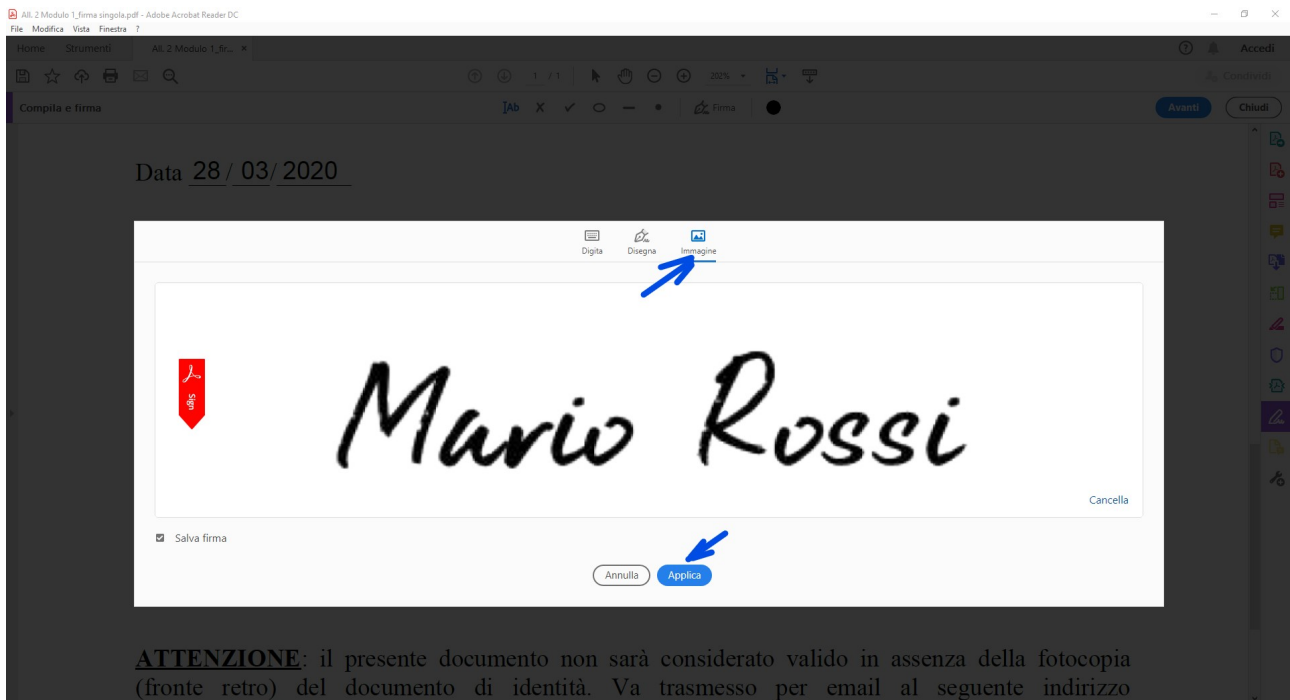 All. 2 Modulo 1_firma singola.pdf - Adobe Acrobat Reader DC
File Modifica Vista Finestra ?
Home Strumenti All. 2 Modulo 1_fir... × Accedi
1 / 1 202% Condividi
Compila e firma Ab Firma Avanti Chiudi
Data 28 / 03/ 2020
Digita Disegna Immagine
Sign
Mario Rossi
Cancella
Salva firma
Annulla Applica
ATTENZIONE: il presente documento non sarà considerato valido in assenza della fotocopia
(fronte retro) del documento di identità. Va trasmesso per email al seguente indirizzo